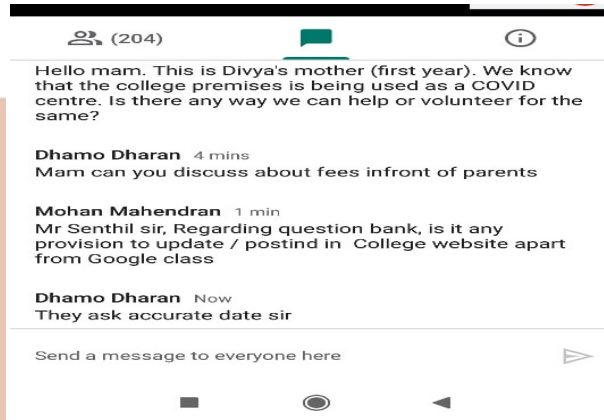 (204)
Hello mam. This is Divya's mother (first year). We know
that the college premises is being used as a COVID
centre. Is there any way we can help or volunteer for the
same?
Dhamo Dharan 4 mins
Mam can you discuss about fees infront of parents
Mohan Mahendran 1 min
Mr Senthil sir, Regarding question bank, is it any
provision to update / postind in College website apart
from Google class
Dhamo Dharan Now
They ask accurate date sir
Send a message to everyone here